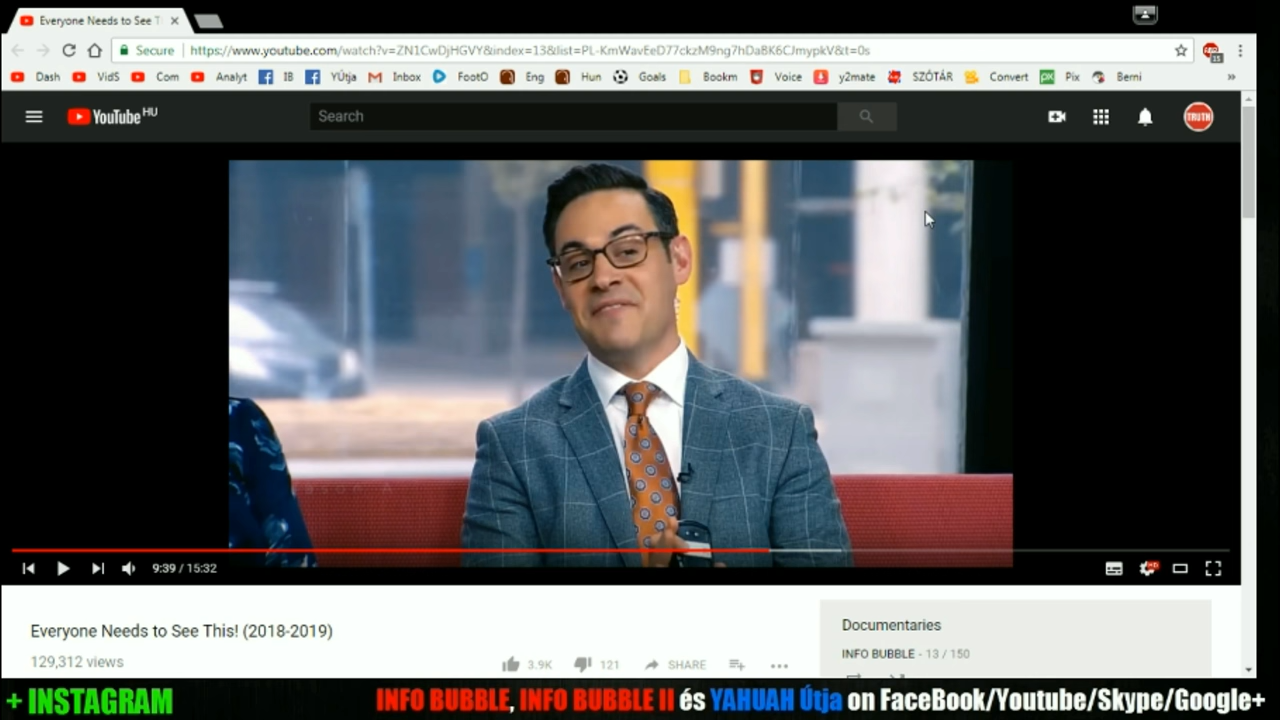 Everyone Needs to See T
Secure https://www.youtube.com/watch?v=ZN1CwDjHGVY&index=13&list=PL-KmWavEeD77ckzM9ng7hDaBK6CJmypkV&t=0s
Dash VidS Com Analyt IB YÚtja Inbox FootO Eng Hun Goals Bookm Voice y2mate SZÓTÁR Convert Pix Berni »
YouTube HU Search TRUTH
9:39 / 15:32 HD
Everyone Needs to See This! (2018-2019)
129,312 views
3.9K 121 SHARE
Documentaries
INFO BUBBLE - 13 / 150
+ INSTAGRAM INFO BUBBLE, INFO BUBBLE II és YAHUAH Útja on FaceBook/Youtube/Skype/Google+